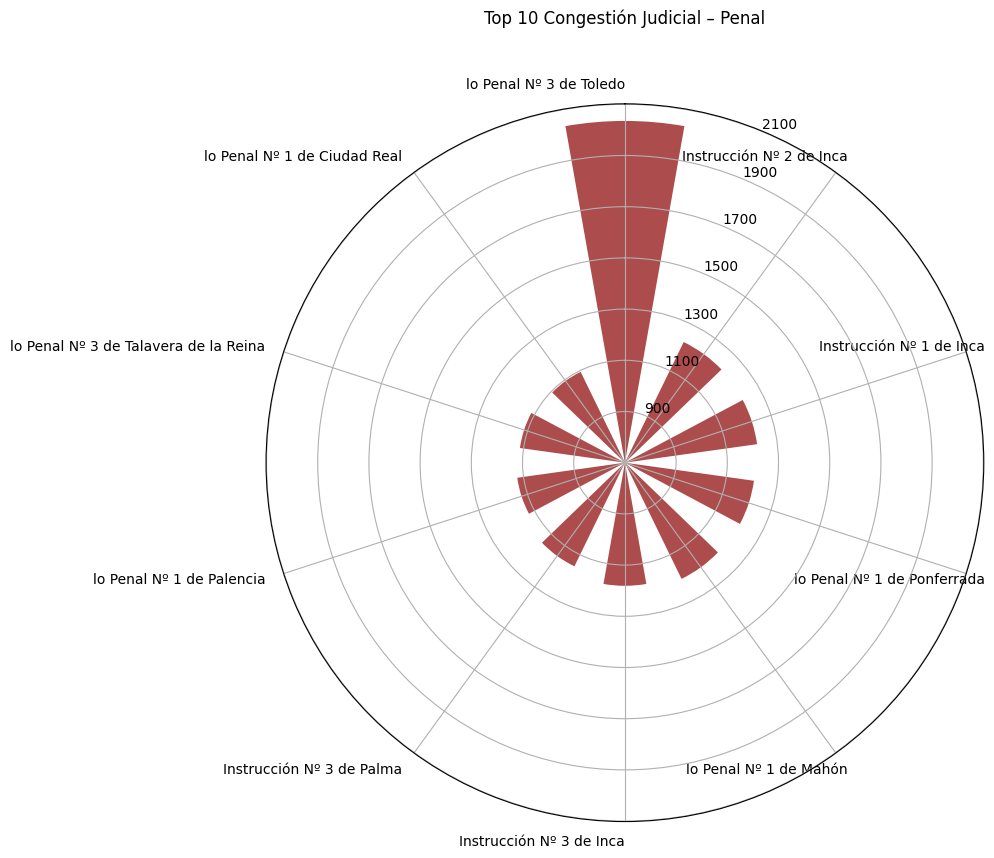 Top 10 Congestión Judicial – Penal
lo Penal Nº 3 de Toledo
2100
lo Penal Nº 1 de Ciudad Real
Instrucción Nº 2 de Inca
1900
1700
1500
1300
lo Penal Nº 3 de Talavera de la Reina
Instrucción Nº 1 de Inca
1100
900
lo Penal Nº 1 de Palencia
lo Penal Nº 1 de Ponferrada
Instrucción Nº 3 de Palma
lo Penal Nº 1 de Mahón
Instrucción Nº 3 de Inca